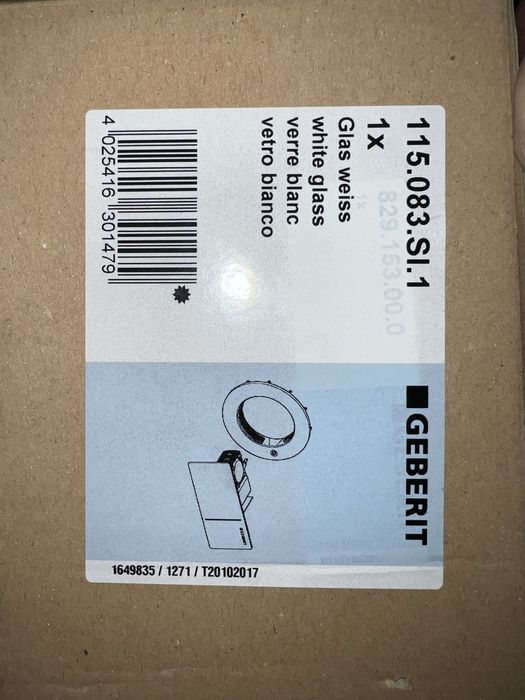 115.083.SI.1
829.153.00.0
1x
1x
Glas weiss
white glass
verre blanc
vetro bianco
4 025416 301479
GEBERIT
1649835 / 1271 / T20102017